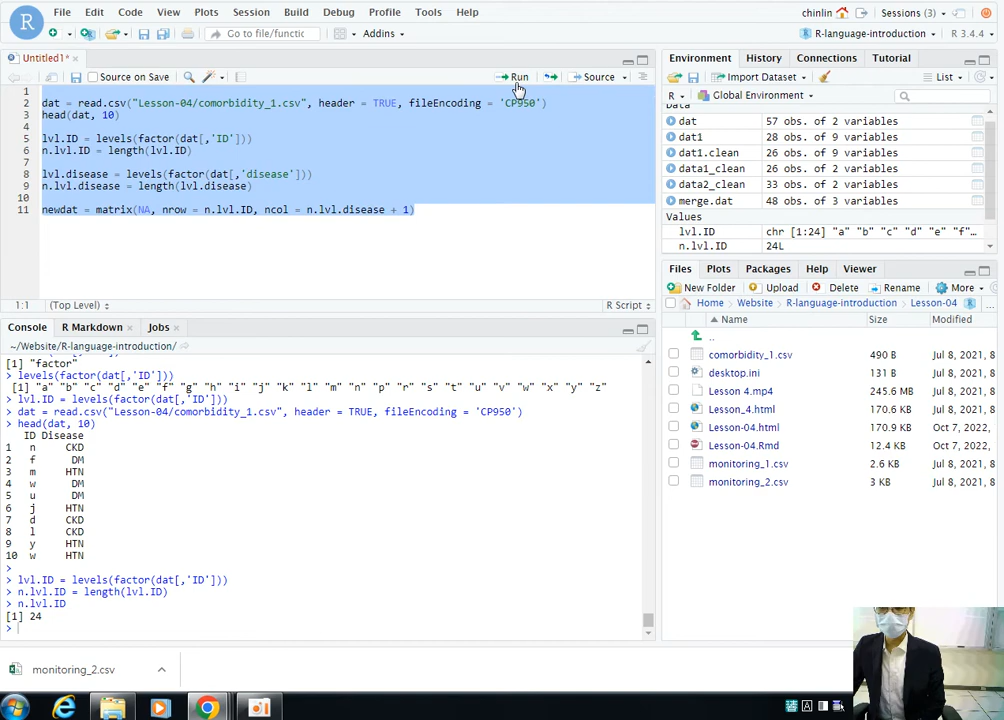 File Edit Code View Plots Session Build Debug Profile Tools Help
chinlin Sessions (3)
R Go to file/functic Addins R-language-introduction R 3.4.4
Untitled1*
Source on Save Run Source
1
2 dat = read.csv("Lesson-04/comorbidity_1.csv", header = TRUE, fileEncoding = 'CP950')
3 head(dat, 10)
5 lvl.ID = levels(factor(dat[,'ID']))
6 n.lvl.ID = length(lvl.ID)
7
8 lvl.disease = levels(factor(dat[,'disease']))
9 n.lvl.disease = length(lvl.disease)
10
11 newdat = matrix(NA, nrow = n.lvl.ID, ncol = n.lvl.disease + 1)
1:1 (Top Level) R Script
Console R Markdown Jobs
~/Website/R-language-introduction/
[1] "factor"
> levels(factor(dat[,'ID']))
[1] "a" "b" "c" "d" "e" "f" "g" "h" "i" "j" "k" "l" "m" "n" "p" "r" "s" "t" "u" "v" "w" "x" "y" "z"
> lvl.ID = levels(factor(dat[,'ID']))
> dat = read.csv("Lesson-04/comorbidity_1.csv", header = TRUE, fileEncoding = 'CP950')
> head(dat, 10)
ID Disease
1 n CKD
2 f DM
3 m HTN
4 w DM
5 u DM
6 j HTN
7 d CKD
8 l CKD
9 y HTN
10 w HTN
>
> lvl.ID = levels(factor(dat[,'ID']))
> n.lvl.ID = length(lvl.ID)
> n.lvl.ID
[1] 24
>
Environment History Connections Tutorial
Import Dataset List
R Global Environment
Data
dat 57 obs. of 2 variables
dat1 28 obs. of 9 variables
dat1.clean 26 obs. of 9 variables
data1_clean 26 obs. of 3 variables
data2_clean 33 obs. of 2 variables
merge.dat 48 obs. of 3 variables
Values
lvl.ID chr [1:24] "a" "b" "c" "d" "e" "f"…
n.lvl.ID 24L
Files Plots Packages Help Viewer
New Folder Upload Delete Rename More
Home Website R-language-introduction Lesson-04 ...
Name Size Modified
..
comorbidity_1.csv 490 B Jul 8, 2021, 8
desktop.ini 131 B Jul 8, 2021, 8
Lesson 4.mp4 245.6 MB Jul 8, 2021, 8
Lesson_4.html 170.6 KB Jul 8, 2021, 8
Lesson-04.html 170.9 KB Oct 7, 2022,
Lesson-04.Rmd 12.4 KB Oct 7, 2022,
monitoring_1.csv 2.6 KB Jul 8, 2021, 8
monitoring_2.csv 3 KB Jul 8, 2021, 8
monitoring_2.csv
A